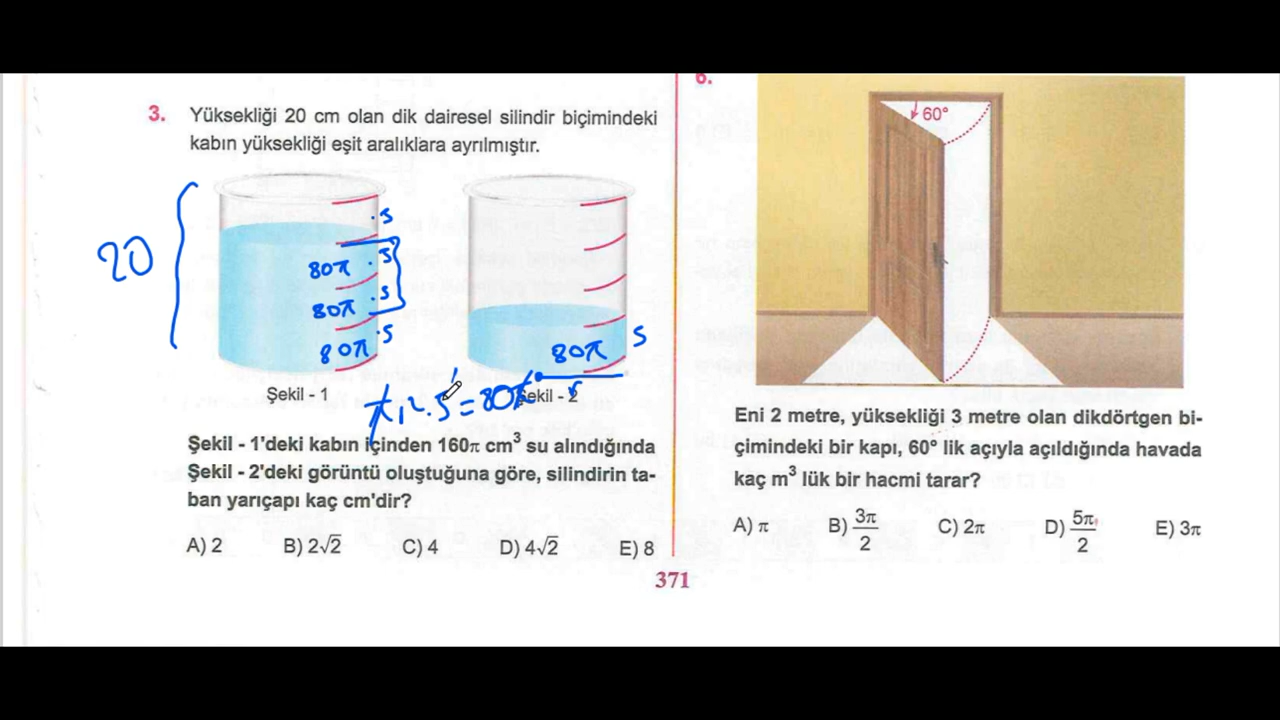 3. Yüksekliği 20 cm olan dik dairesel silindir biçimindeki
kabın yüksekliği eşit aralıklara ayrılmıştır.
20
5
80π 5
80π 5
80π 5
80π 5
Şekil - 1
Şekil - 2
π r². 5 = 80π
r
Şekil - 1'deki kabın içinden 160π cm³ su alındığında
Şekil - 2'deki görüntü oluştuğuna göre, silindirin ta-
ban yarıçapı kaç cm'dir?
A) 2 B) 2√2 C) 4 D) 4√2 E) 8
6.
60°
Eni 2 metre, yüksekliği 3 metre olan dikdörtgen bi-
çimindeki bir kapı, 60° lik açıyla açıldığında havada
kaç m³ lük bir hacmi tarar?
A) π B) 3π/2 C) 2π D) 5π/2 E) 3π
371